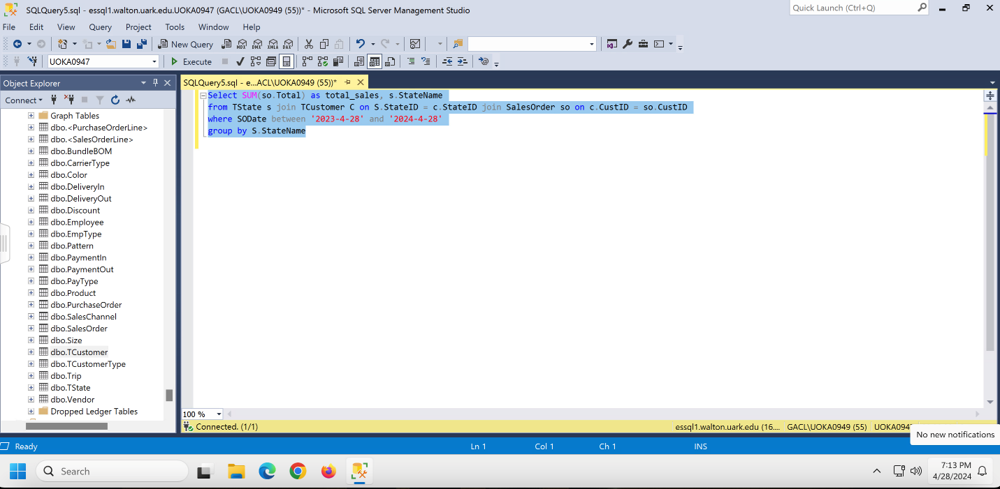 SQLQuery5.sql - essql1.walton.uark.edu.UOKA0947 (GACL\UOKA0949 (55))* - Microsoft SQL Server Management Studio
Quick Launch (Ctrl+Q)
File Edit View Query Project Tools Window Help
New Query MDX DMX XMLA DAX
UOKA0947 Execute
Object Explorer
SQLQuery5.sql - e...ACL\UOKA0949 (55))*
Connect
Graph Tables
dbo.<PurchaseOrderLine>
dbo.<SalesOrderLine>
dbo.BundleBOM
dbo.CarrierType
dbo.Color
dbo.DeliveryIn
dbo.DeliveryOut
dbo.Discount
dbo.Employee
dbo.EmpType
dbo.Pattern
dbo.PaymentIn
dbo.PaymentOut
dbo.PayType
dbo.Product
dbo.PurchaseOrder
dbo.SalesChannel
dbo.SalesOrder
dbo.Size
dbo.TCustomer
dbo.TCustomerType
dbo.Trip
dbo.TState
dbo.Vendor
Dropped Ledger Tables
Select SUM(so.Total) as total_sales, s.StateName
from TState s join TCustomer C on S.StateID = c.StateID join SalesOrder so on c.CustID = so.CustID
where SODate between '2023-4-28' and '2024-4-28'
group by S.StateName
100 %
Connected. (1/1) essql1.walton.uark.edu (16.... GACL\UOKA0949 (55) UOKA0947
No new notifications
Ready Ln 1 Col 1 Ch 1 INS
Search
7:13 PM
4/28/2024